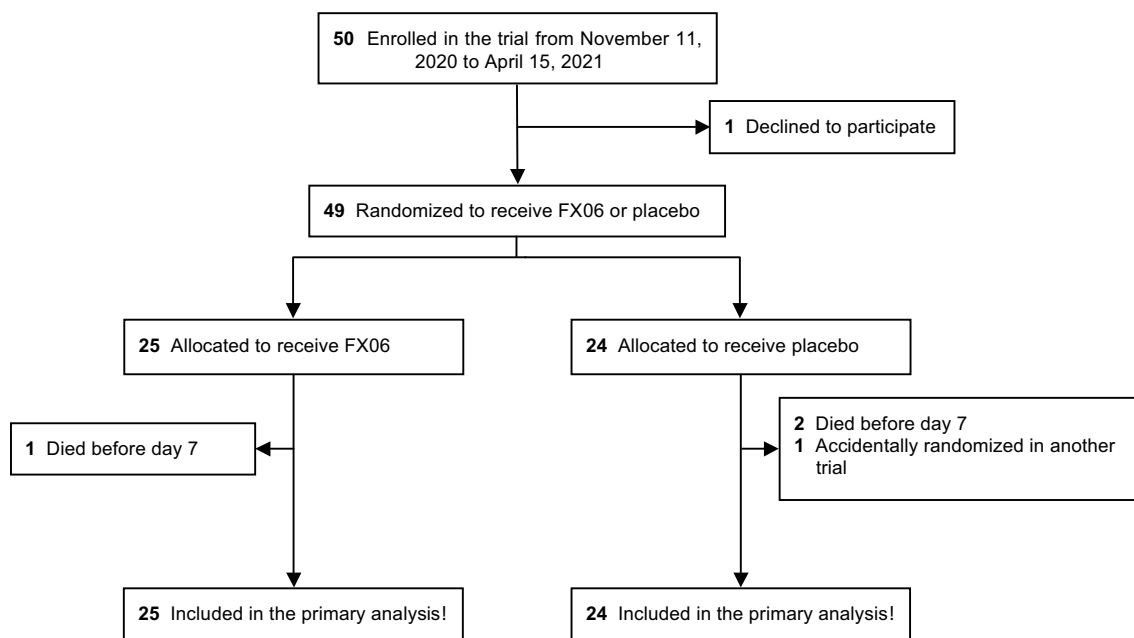 50 Enrolled in the trial from November 11,
2020 to April 15, 2021
1 Declined to participate
49 Randomized to receive FX06 or placebo
25 Allocated to receive FX06
24 Allocated to receive placebo
1 Died before day 7
2 Died before day 7
1 Accidentally randomized in another
trial
25 Included in the primary analysis!
24 Included in the primary analysis!